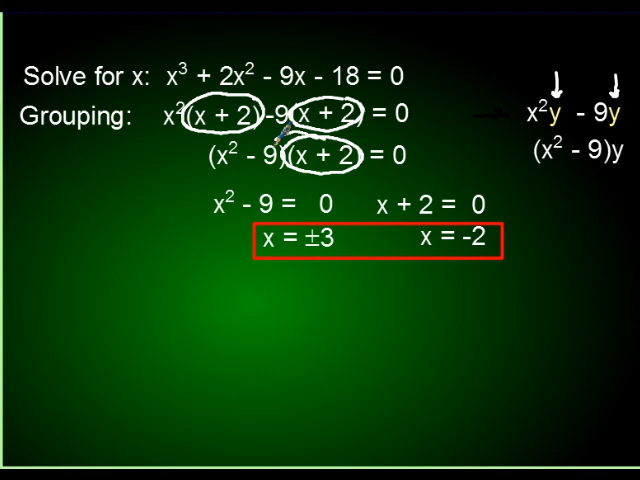 Solve for x: x³ + 2x² - 9x - 18 = 0
Grouping: x²(x + 2) -9(x + 2) = 0
x²y - 9y
(x² - 9)(x + 2) = 0
(x² - 9)y
x² - 9 = 0 x + 2 = 0
x = ±3 x = -2